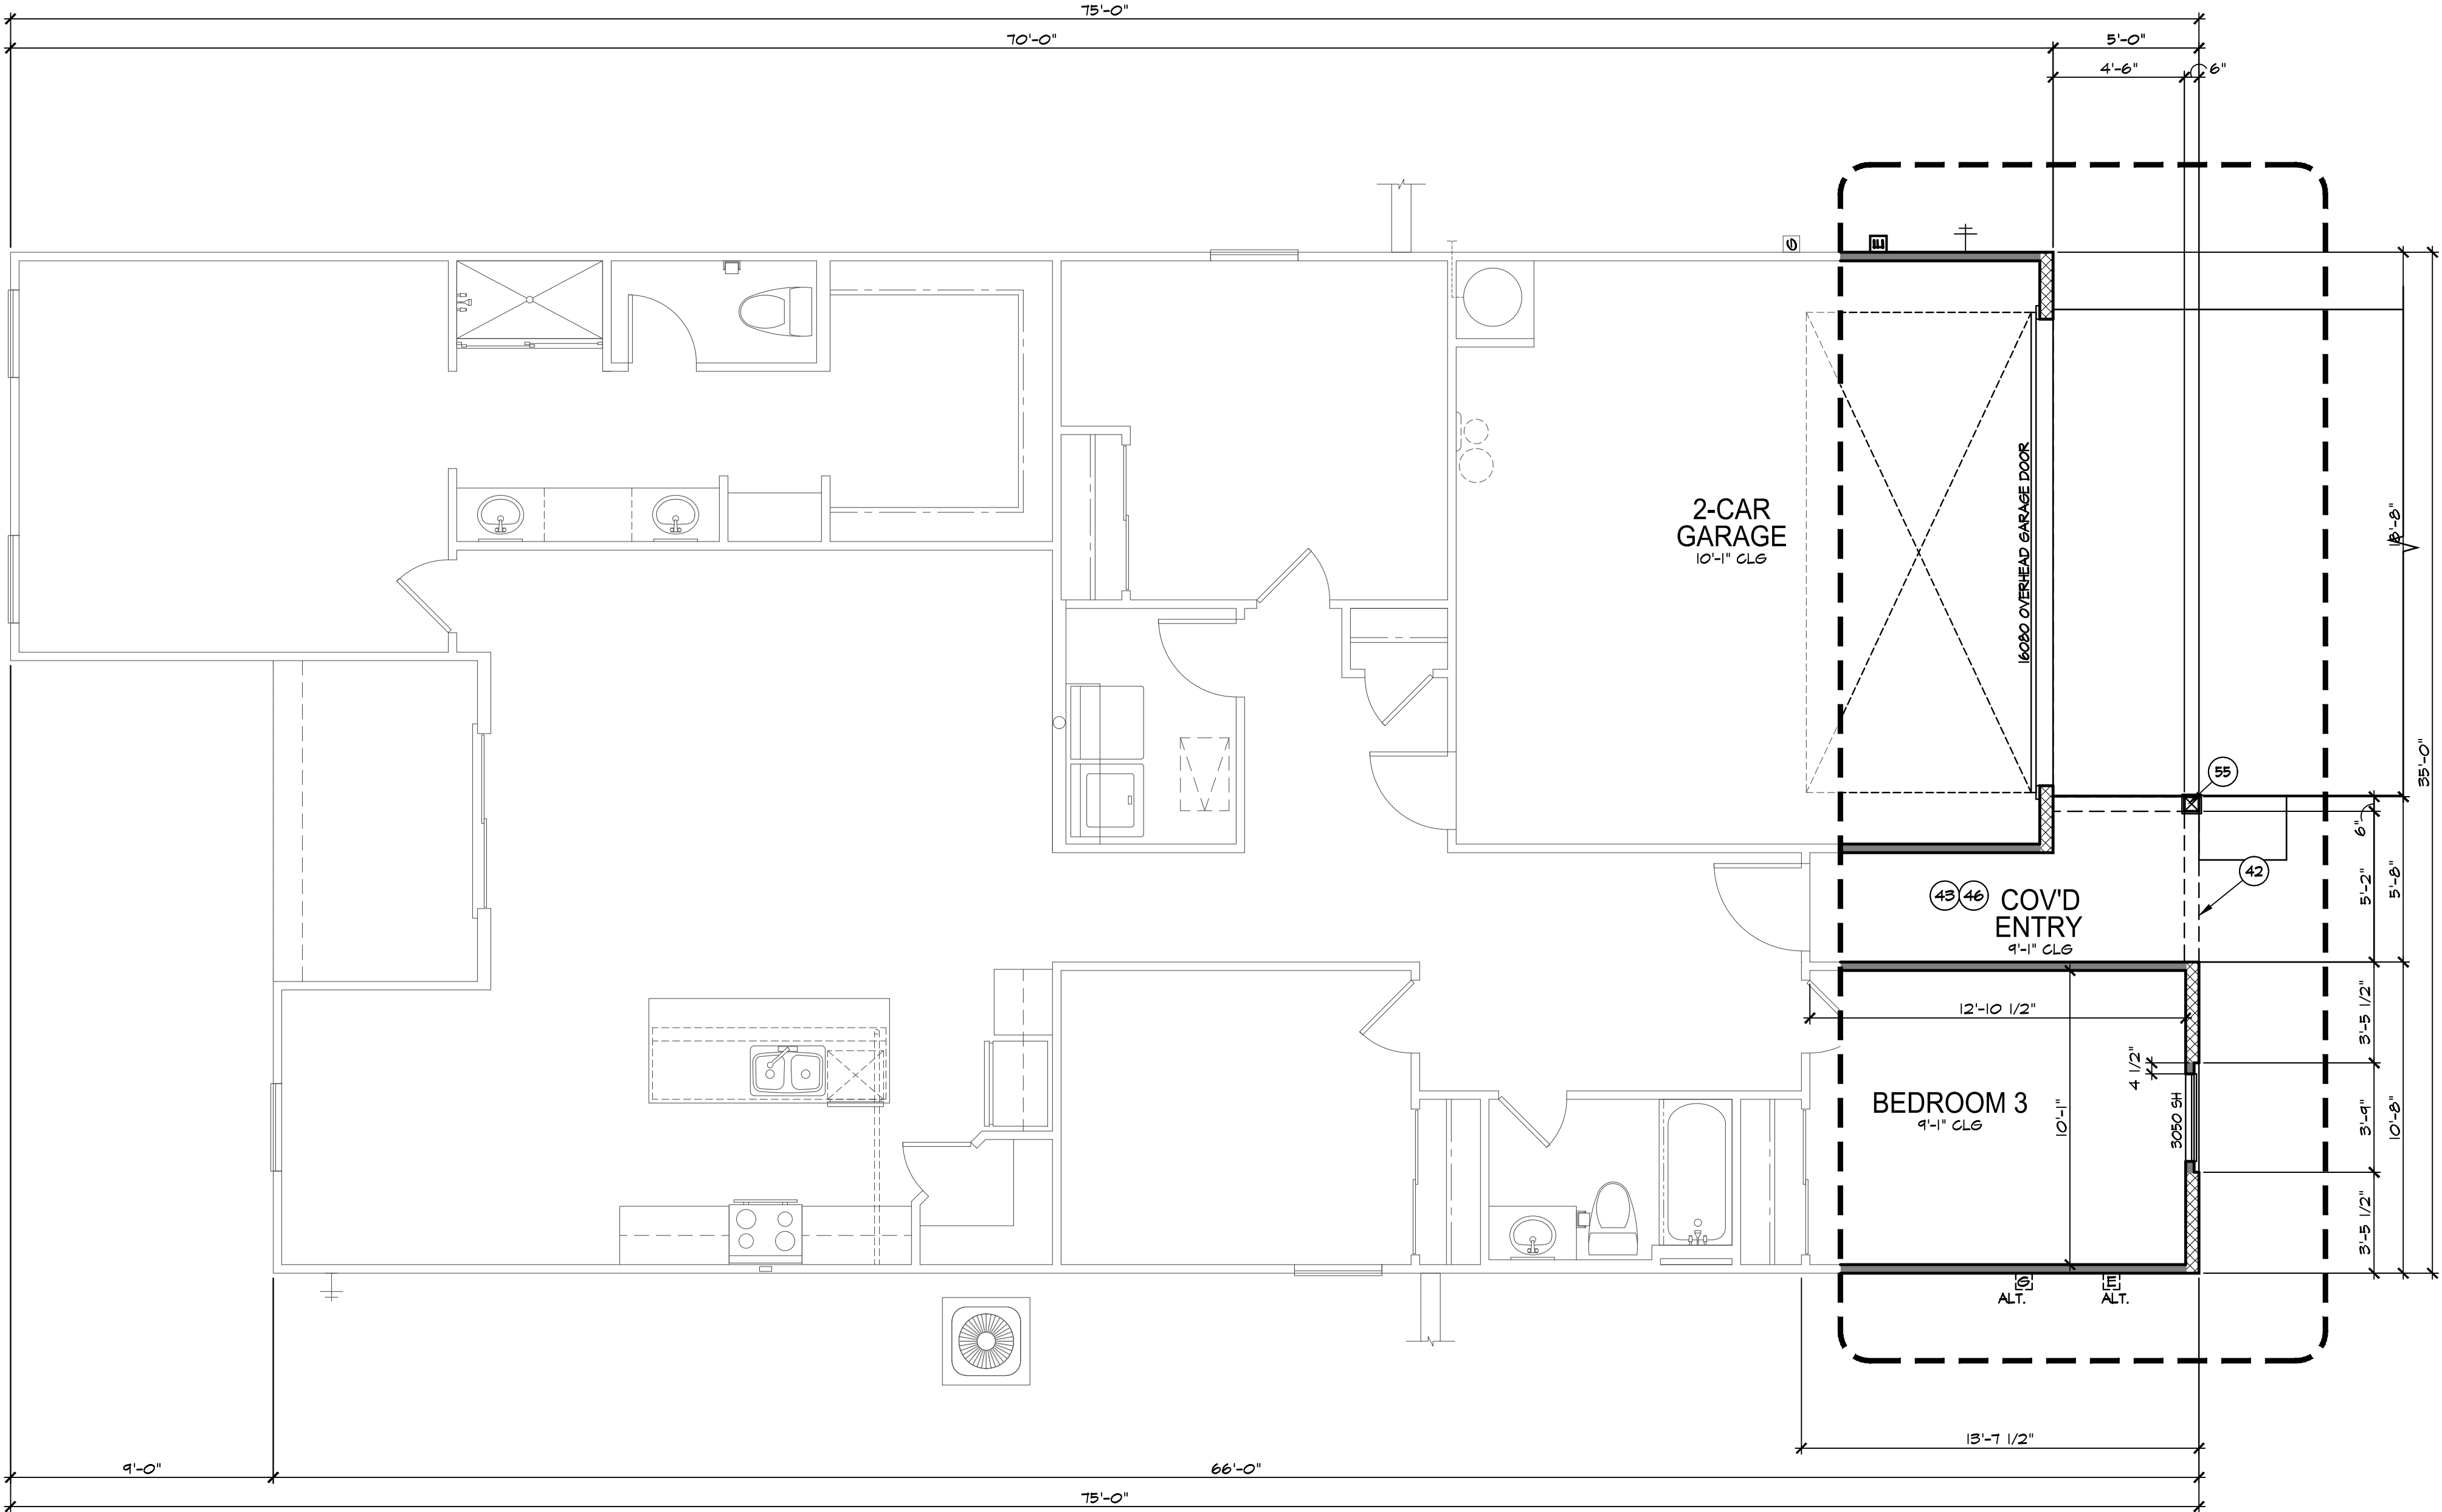 75'-0"
70'-0"
5'-0"
4'-6"
6"
G
E
2-CAR
GARAGE
10'-1" CLG
16080 OVERHEAD GARAGE DOOR
18'-8"
35'-0"
55
6"
42
5'-2"
5'-8"
43
46
COV'D
ENTRY
9'-1" CLG
12'-10 1/2"
3'-5 1/2"
4 1/2"
BEDROOM 3
9'-1" CLG
10'-1"
3050 SH
3'-9"
10'-8"
3'-5 1/2"
G
E
ALT.
ALT.
13'-7 1/2"
9'-0"
66'-0"
75'-0"